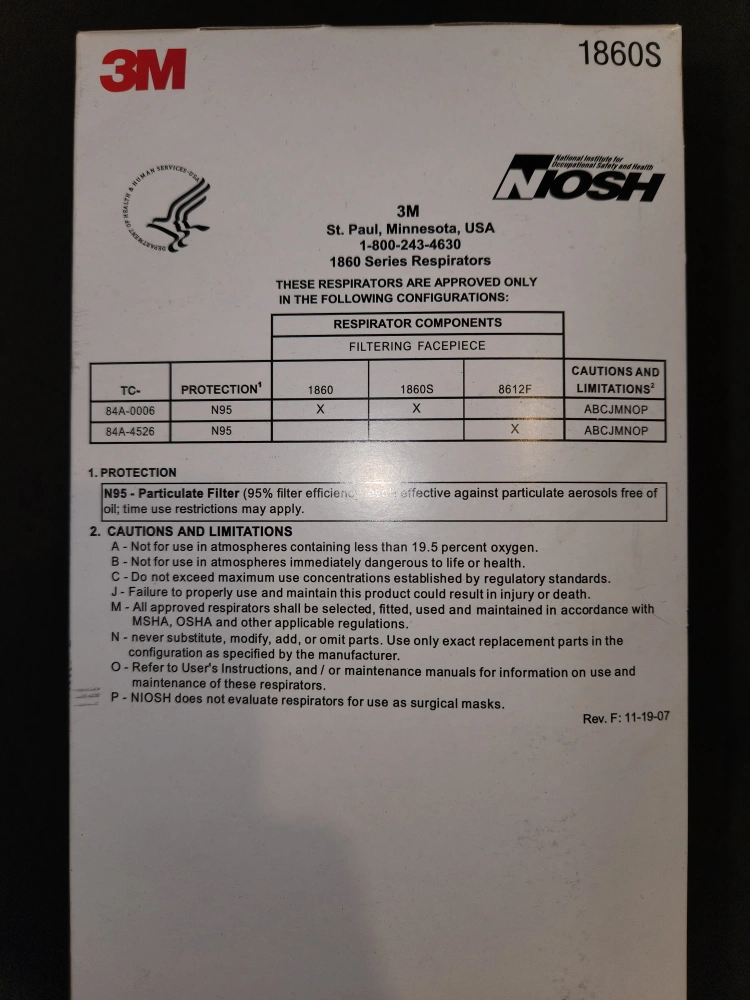 3M
1860S
DEPARTMENT OF HEALTH & HUMAN SERVICES-USA
National Institute for
Occupational Safety and Health
NIOSH
3M
St. Paul, Minnesota, USA
1-800-243-4630
1860 Series Respirators
THESE RESPIRATORS ARE APPROVED ONLY
IN THE FOLLOWING CONFIGURATIONS:
RESPIRATOR COMPONENTS
FILTERING FACEPIECE
TC- PROTECTION¹ 1860 1860S 8612F CAUTIONS AND LIMITATIONS²
84A-0006 N95 X X ABCJMNOP
84A-4526 N95 X ABCJMNOP
1. PROTECTION
N95 - Particulate Filter (95% filter effective against particulate aerosols free of
oil; time use restrictions may apply.
2. CAUTIONS AND LIMITATIONS
A - Not for use in atmospheres containing less than 19.5 percent oxygen.
B - Not for use in atmospheres immediately dangerous to life or health.
C - Do not exceed maximum use concentrations established by regulatory standards.
J - Failure to properly use and maintain this product could result in injury or death.
M - All approved respirators shall be selected, fitted, used and maintained in accordance with
MSHA, OSHA and other applicable regulations.
N - never substitute, modify, add, or omit parts. Use only exact replacement parts in the
configuration as specified by the manufacturer.
O - Refer to User's Instructions, and / or maintenance manuals for information on use and
maintenance of these respirators.
P - NIOSH does not evaluate respirators for use as surgical masks.
Rev. F: 11-19-07